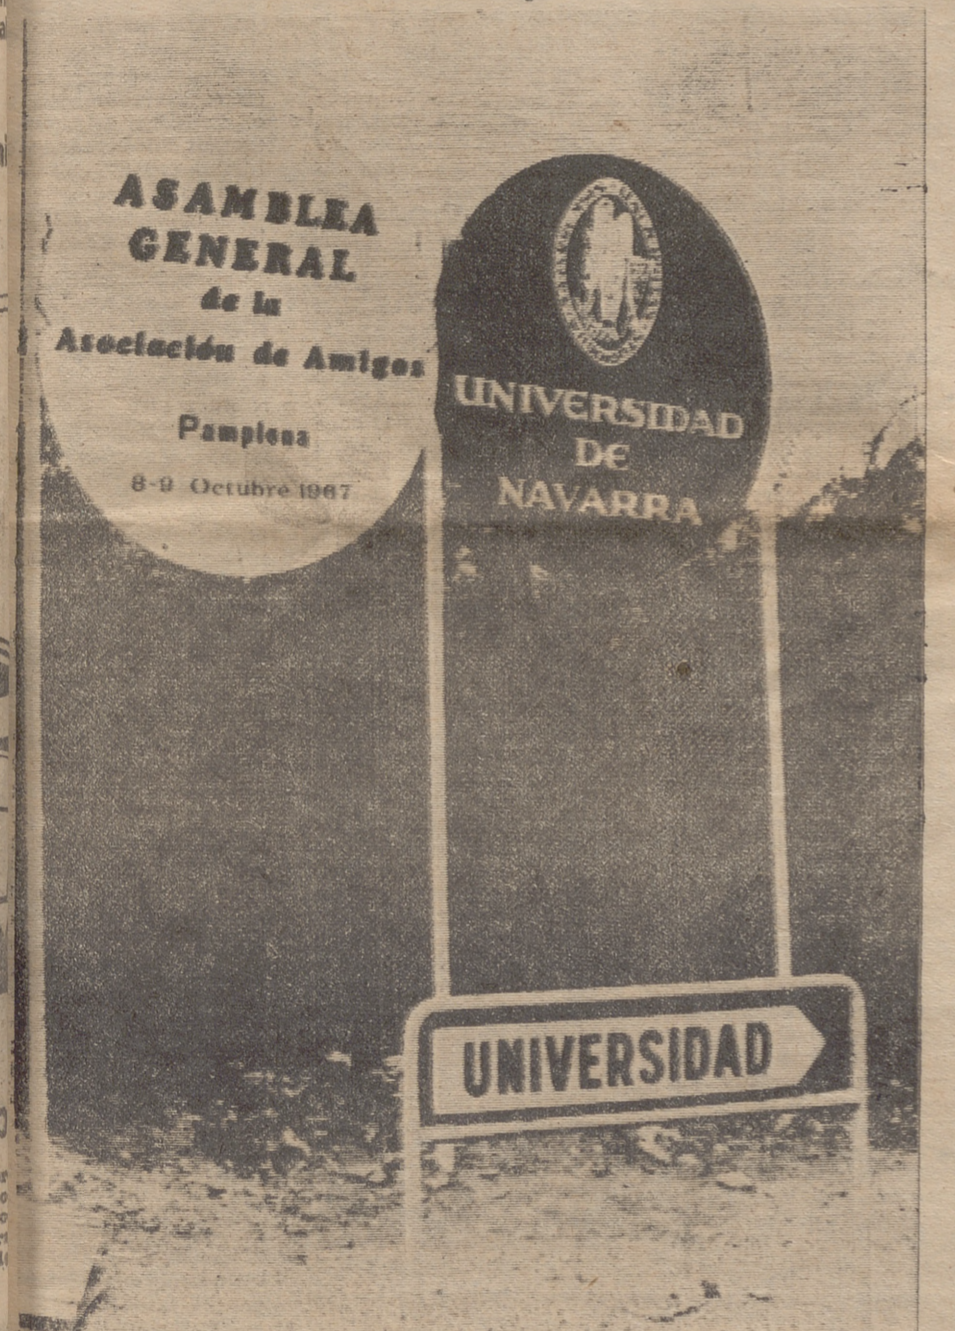 ASAMBLEA
GENERAL
de la
Asociación de Amigos
Pamplona
8-9 Octubre 1967
UNIVERSIDAD
DE
NAVARRA
UNIVERSIDAD